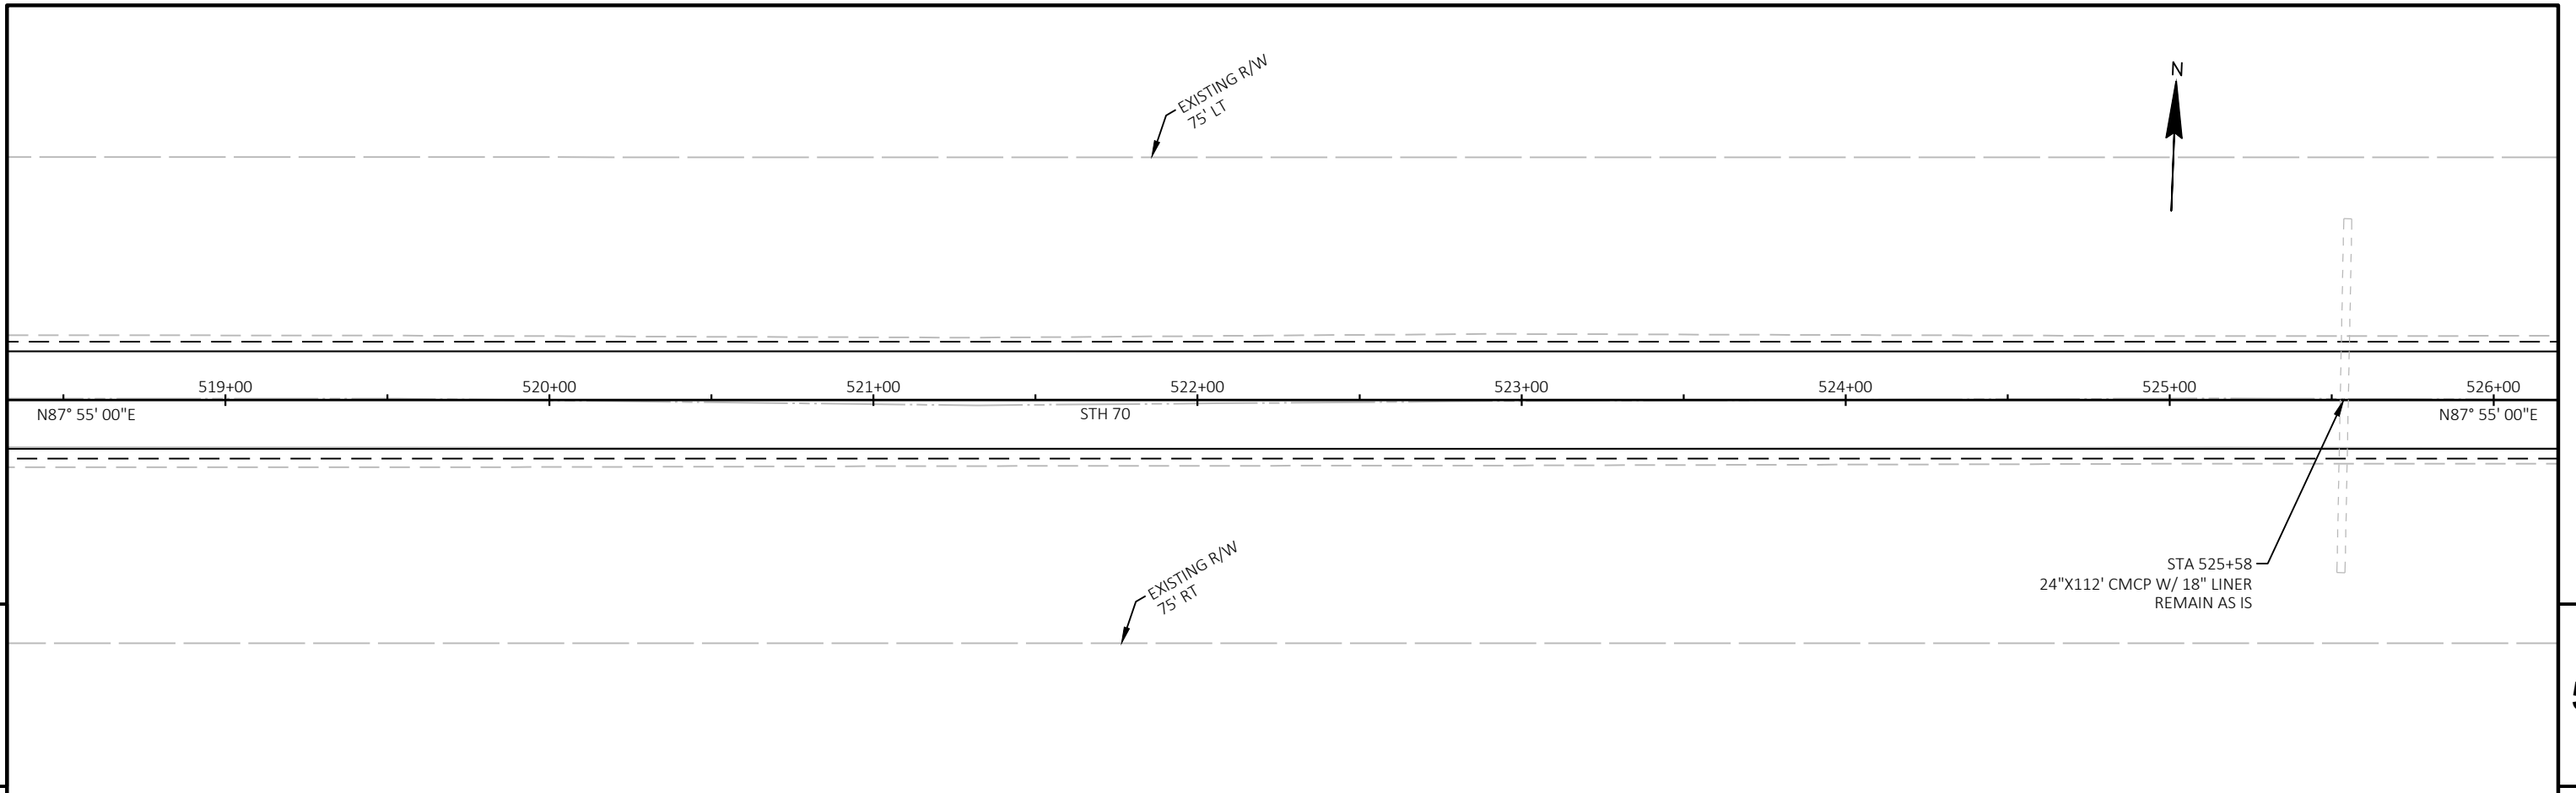 EXISTING R/W
75' LT
N
519+00
520+00
521+00
522+00
523+00
524+00
525+00
526+00
N87° 55' 00"E
STH 70
N87° 55' 00"E
EXISTING R/W
75' RT
STA 525+58
24"X112' CMCP W/ 18" LINER
REMAIN AS IS